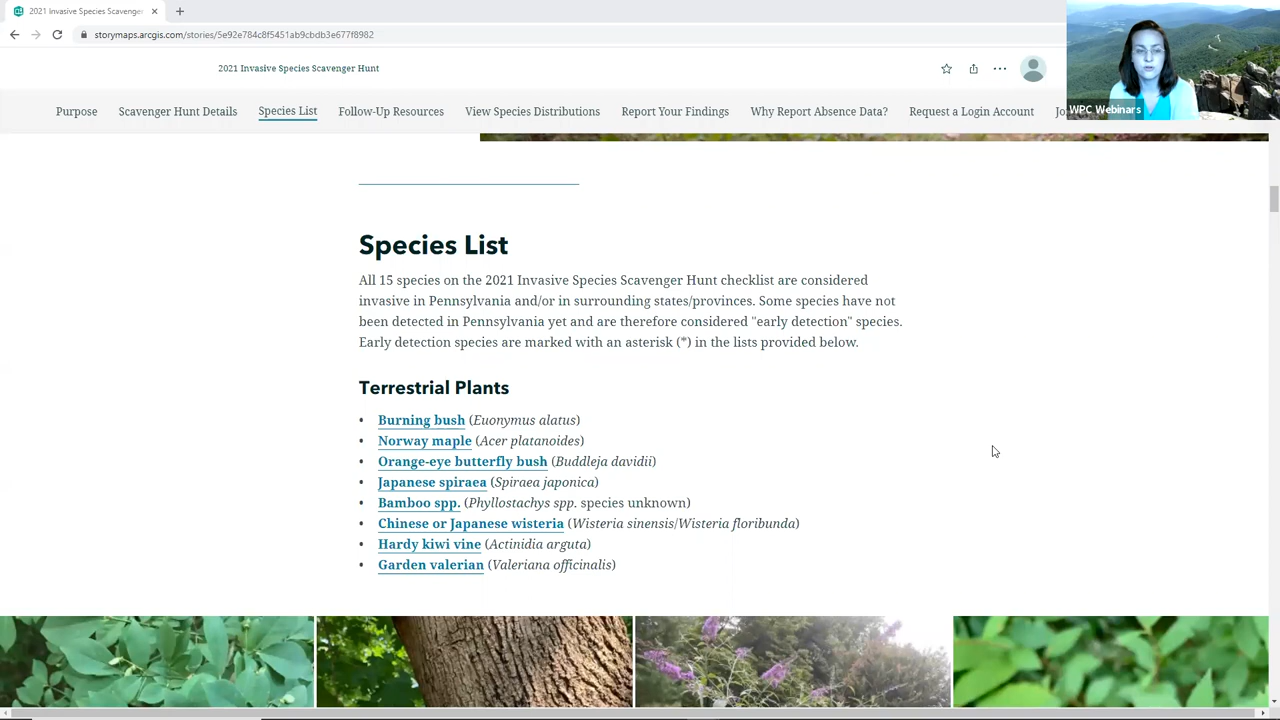 2021 Invasive Species Scavenger
storymaps.arcgis.com/stories/5e92e784c8f5451ab9cbdb3e677f8982
2021 Invasive Species Scavenger Hunt
WPC Webinars
Purpose Scavenger Hunt Details Species List Follow-Up View Species Distributions Report Your Findings Why Report Absence Data? Request a Login Account
Species List
All 15 species on the 2021 Invasive Species Scavenger Hunt checklist are considered
invasive in Pennsylvania and/or in surrounding states/provinces. Some species have not
been detected in Pennsylvania yet and are therefore considered "early detection" species.
Early detection species are marked with an asterisk (*) in the lists provided below.
Terrestrial Plants
• Burning bush (Euonymus alatus)
• Norway maple (Acer platanoides)
• Orange-eye butterfly bush (Buddleja davidii)
• Japanese spiraea (Spiraea japonica)
• Bamboo spp. (Phyllostachys spp. species unknown)
• Chinese or Japanese wisteria (Wisteria sinensis/Wisteria floribunda)
• Hardy kiwi vine (Actinidia arguta)
• Garden valerian (Valeriana officinalis)